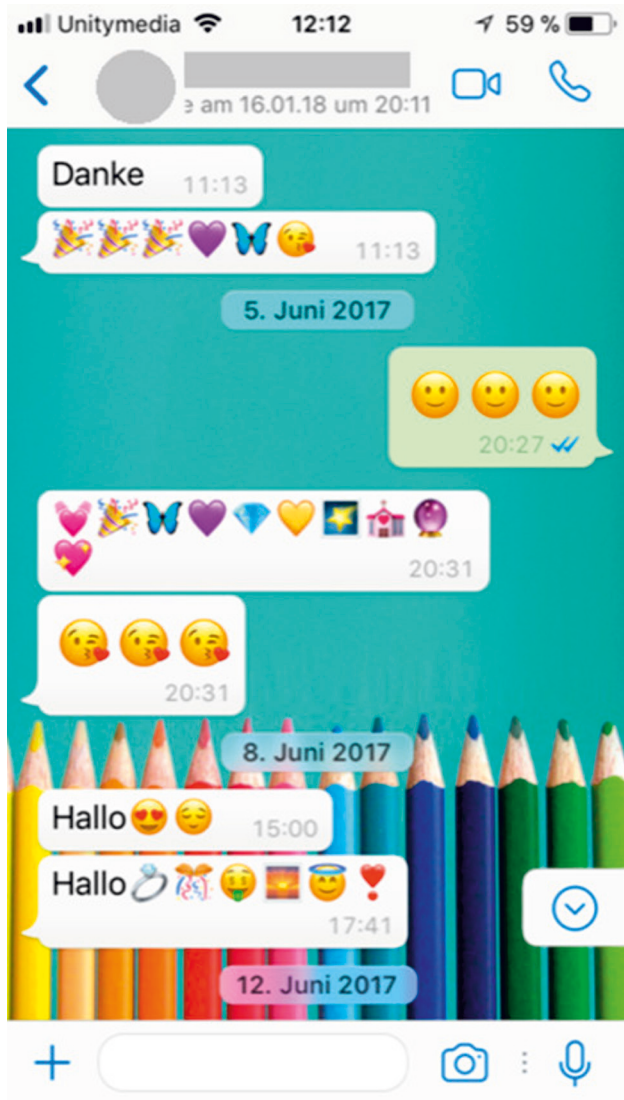 Unitymedia 12:12 59 %
e am 16.01.18 um 20:11
Danke 11:13
🎉🎉🎉💜🦋😘 11:13
5. Juni 2017
🙂🙂🙂
20:27
💓🎉🦋💜💎💛🌠💒🔮
💖
20:31
😘😘😘
20:31
8. Juni 2017
Hallo😍😌 15:00
Hallo💍🎊🤑🌅😇❣
17:41
12. Juni 2017